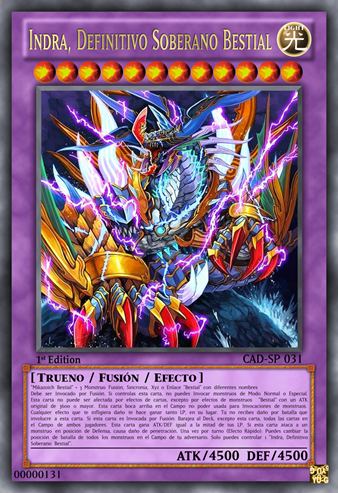 INDRA, DEFINITIVO SOBERANO BESTIAL
LIGHT
光
1st Edition
CAD-SP 031
[ TRUENO / FUSIÓN / EFECTO ]
"Mikazuchi Bestial" + 3 Monstruos Fusión, Sincronía, Xyz o Enlace "Bestial" con diferentes nombres
Debe ser Invocado por Fusión. Si controlas esta carta, no puedes Invocar monstruos de Modo Normal o Especial.
Esta carta no puede ser afectada por efectos de cartas, excepto por efectos de monstruos "Bestial" con un ATK
original de 3500 o mayor. Esta carta boca arriba en el Campo no puede usada para Invocaciones de monstruos.
Cualquier efecto que te infligiera daño te hace ganar tanto LP, en su lugar. Tú no recibes daño por batalla que
involucre a esta carta. Si esta carta es Invocada por Fusión: Baraja al Deck, excepto esta carta, todas las cartas en
el Campo de ambos jugadores. Esta carta gana ATK/DEF igual a la mitad de tus LP. Si esta carta ataca a un
monstruo en posición de Defensa, causa daño de penetración. Una vez por turno (Efecto Rápido): Puedes cambiar la
posición de batalla de todos los monstruos en el Campo de tu adversario. Solo puedes controlar 1 "Indra, Definitivo
Soberano Bestial".
ATK/4500 DEF/4500
00000131